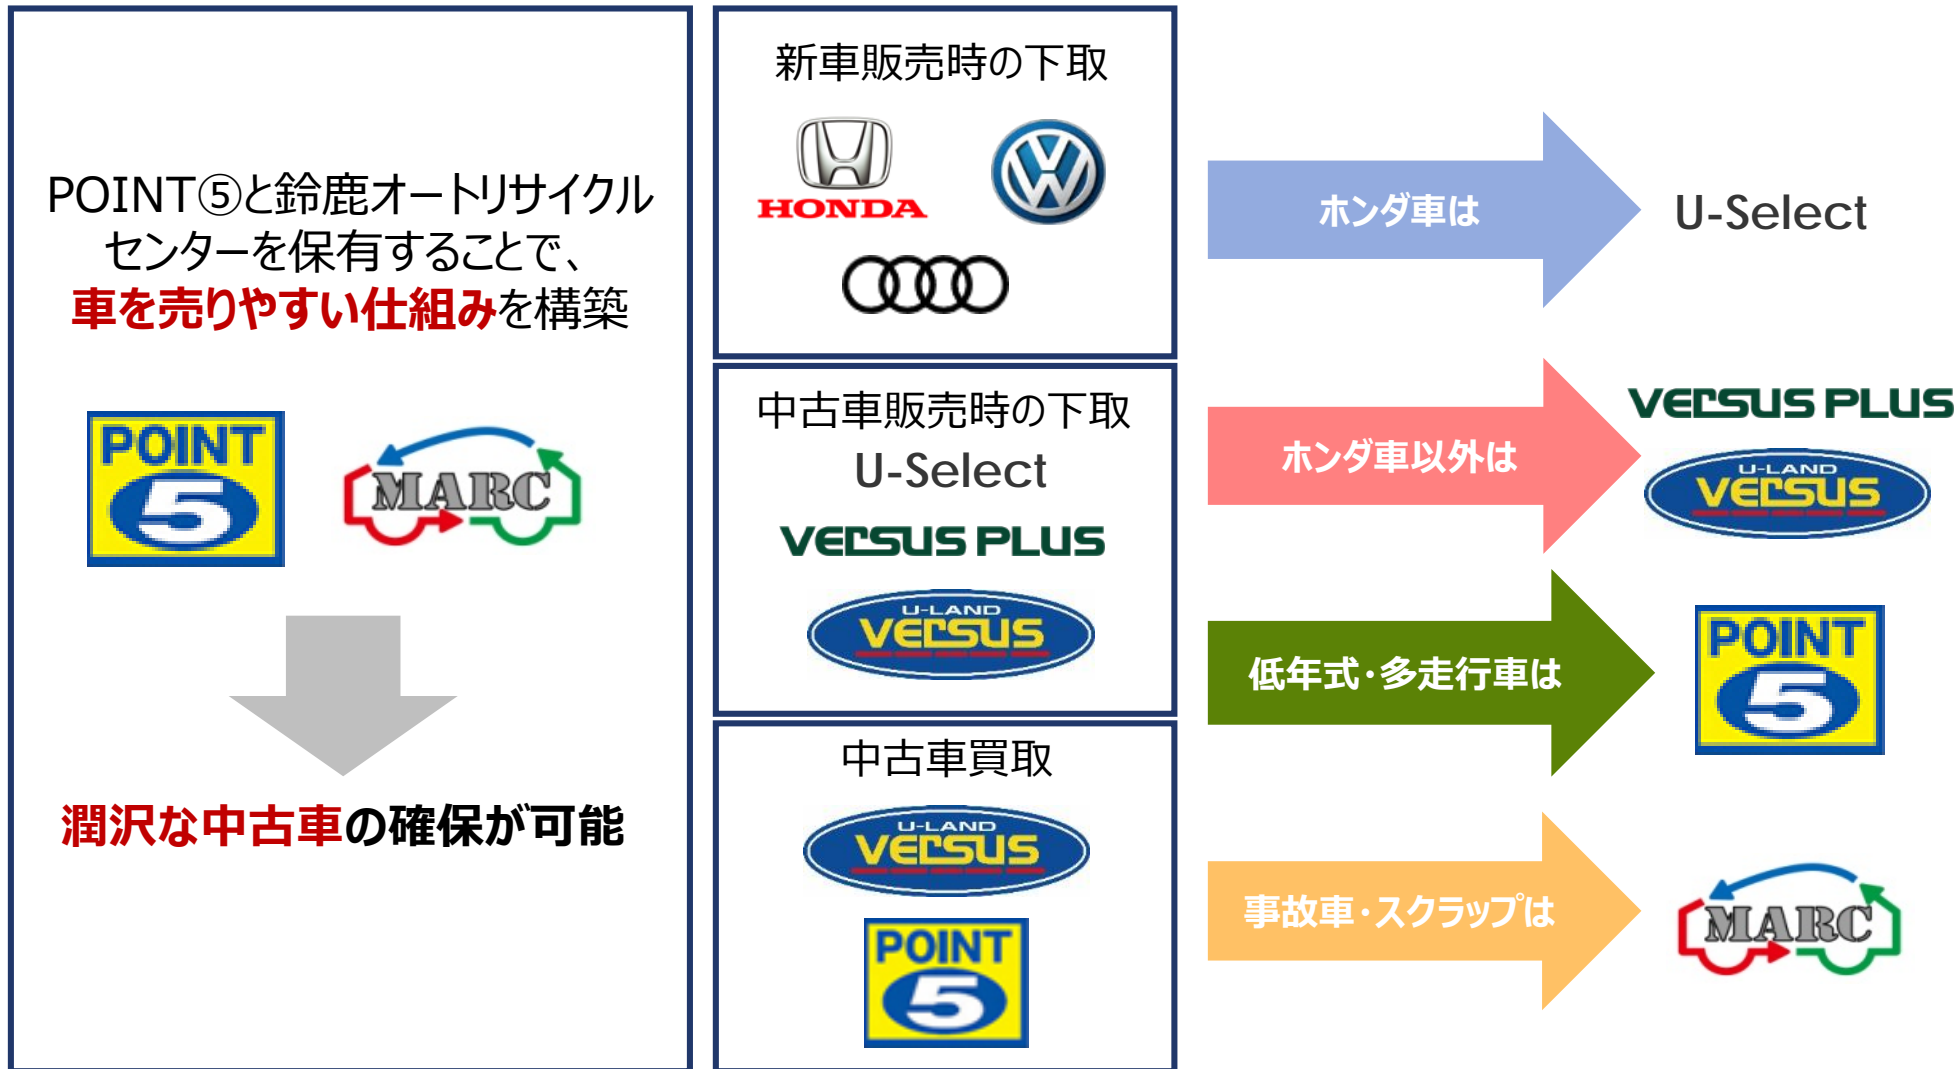 POINT⑤と鈴鹿オートリサイクル
センターを保有することで、
車を売りやすい仕組みを構築
POINT
5
MARC
潤沢な中古車の確保が可能
新車販売時の下取
HONDA
VW
中古車販売時の下取
U-Select
VERSUS PLUS
U-LAND
VERSUS
中古車買取
U-LAND
VERSUS
POINT
5
ホンダ車は
U-Select
ホンダ車以外は
VERSUS PLUS
U-LAND
VERSUS
低年式・多走行車は
POINT
5
事故車・スクラップは
MARC